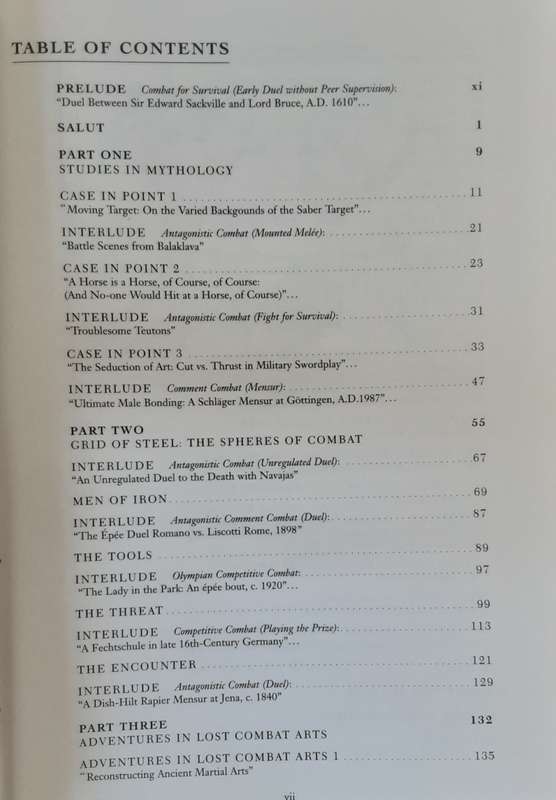 TABLE OF CONTENTS
PRELUDE Combat for Survival (Early Duel without Peer Supervision): xi
“Duel Between Sir Edward Sackville and Lord Bruce, A.D. 1610”...
SALUT 1
PART ONE 9
STUDIES IN MYTHOLOGY
CASE IN POINT 1 11
“Moving Target: On the Varied Backgounds of the Saber Target”...
INTERLUDE Antagonistic Combat (Mounted Melée): 21
“Battle Scenes from Balaklava”
CASE IN POINT 2 23
“A Horse is a Horse, of Course, of Course:
(And No-one Would Hit at a Horse, of Course)”...
INTERLUDE Antagonistic Combat (Fight for Survival): 31
“Troublesome Teutons”
CASE IN POINT 3 33
“The Seduction of Art: Cut vs. Thrust in Military Swordplay”...
INTERLUDE Comment Combat (Mensur): 47
“Ultimate Male Bonding: A Schläger Mensur at Göttingen, A.D.1987”...
PART TWO 55
GRID OF STEEL: THE SPHERES OF COMBAT
INTERLUDE Antagonistic Combat (Unregulated Duel): 67
“An Unregulated Duel to the Death with Navajas”
MEN OF IRON 69
INTERLUDE Antagonistic Comment Combat (Duel): 87
“The Épée Duel Romano vs. Liscotti Rome, 1898”
THE TOOLS 89
INTERLUDE Olympian Competitive Combat: 97
“The Lady in the Park: An épée bout, c. 1920”...
THE THREAT 99
INTERLUDE Competitive Combat (Playing the Prize): 113
“A Fechtschule in late 16th-Century Germany”...
THE ENCOUNTER 121
INTERLUDE Antagonistic Combat (Duel): 129
“A Dish-Hilt Rapier Mensur at Jena, c. 1840”
PART THREE 132
ADVENTURES IN LOST COMBAT ARTS
ADVENTURES IN LOST COMBAT ARTS 1 135
“Reconstructing Ancient Martial Arts”
vii